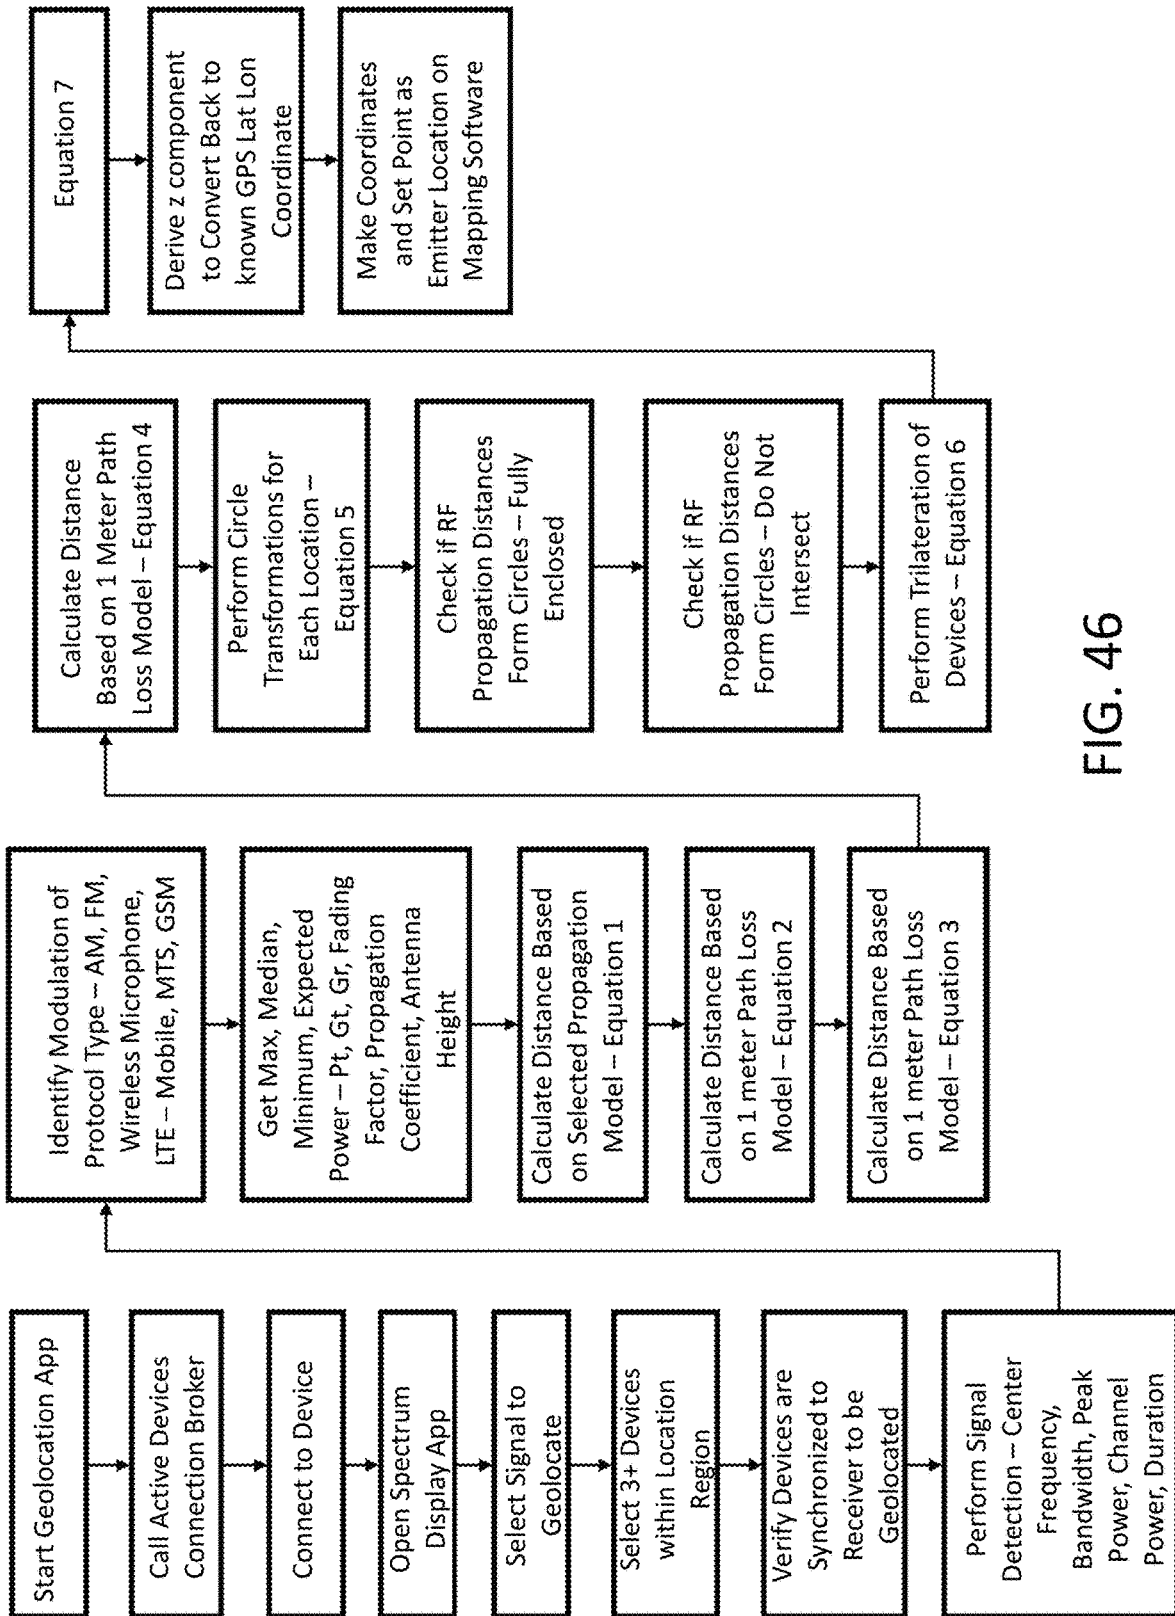 Start Geolocation App
Call Active Devices
Connection Broker
Connect to Device
Open Spectrum
Display App
Select Signal to
Geolocate
Select 3+ Devices
within Location
Region
Verify Devices are
Synchronized to
Receiver to be
Geolocated
Perform Signal
Detection – Center
Frequency,
Bandwidth, Peak
Power, Channel
Power, Duration
Identify Modulation of
Protocol Type – AM, FM,
Wireless Microphone,
LTE – Mobile, MTS, GSM
Get Max, Median,
Minimum, Expected
Power – Pt, Gt, Gr, Fading
Factor, Propagation
Coefficient, Antenna
Height
Calculate Distance Based
on Selected Propagation
Model – Equation 1
Calculate Distance Based
on 1 meter Path Loss
Model – Equation 2
Calculate Distance Based
on 1 meter Path Loss
Model – Equation 3
Calculate Distance
Based on 1 Meter Path
Loss Model – Equation 4
Perform Circle
Transformations for
Each Location –
Equation 5
Check if RF
Propagation Distances
Form Circles – Fully
Enclosed
Check if RF
Propagation Distances
Form Circles – Do Not
Intersect
Perform Trilateration of
Devices – Equation 6
Equation 7
Derive z component
to Convert Back to
known GPS Lat Lon
Coordinate
Make Coordinates
and Set Point as
Emitter Location on
Mapping Software
FIG. 46